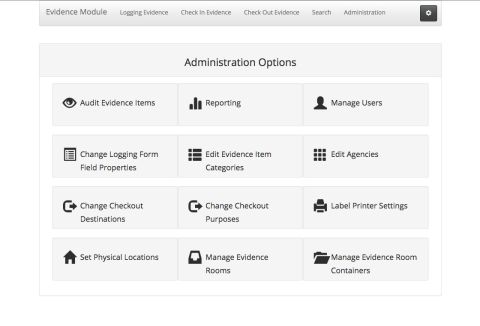 Evidence Module Logging Evidence Check In Evidence Check Out Evidence Search Administration
Administration Options
Audit Evidence Items
Reporting
Manage Users
Change Logging Form
Field Properties
Edit Evidence Item
Categories
Edit Agencies
Change Checkout
Destinations
Change Checkout
Purposes
Label Printer Settings
Set Physical Locations
Manage Evidence
Rooms
Manage Evidence Room
Containers